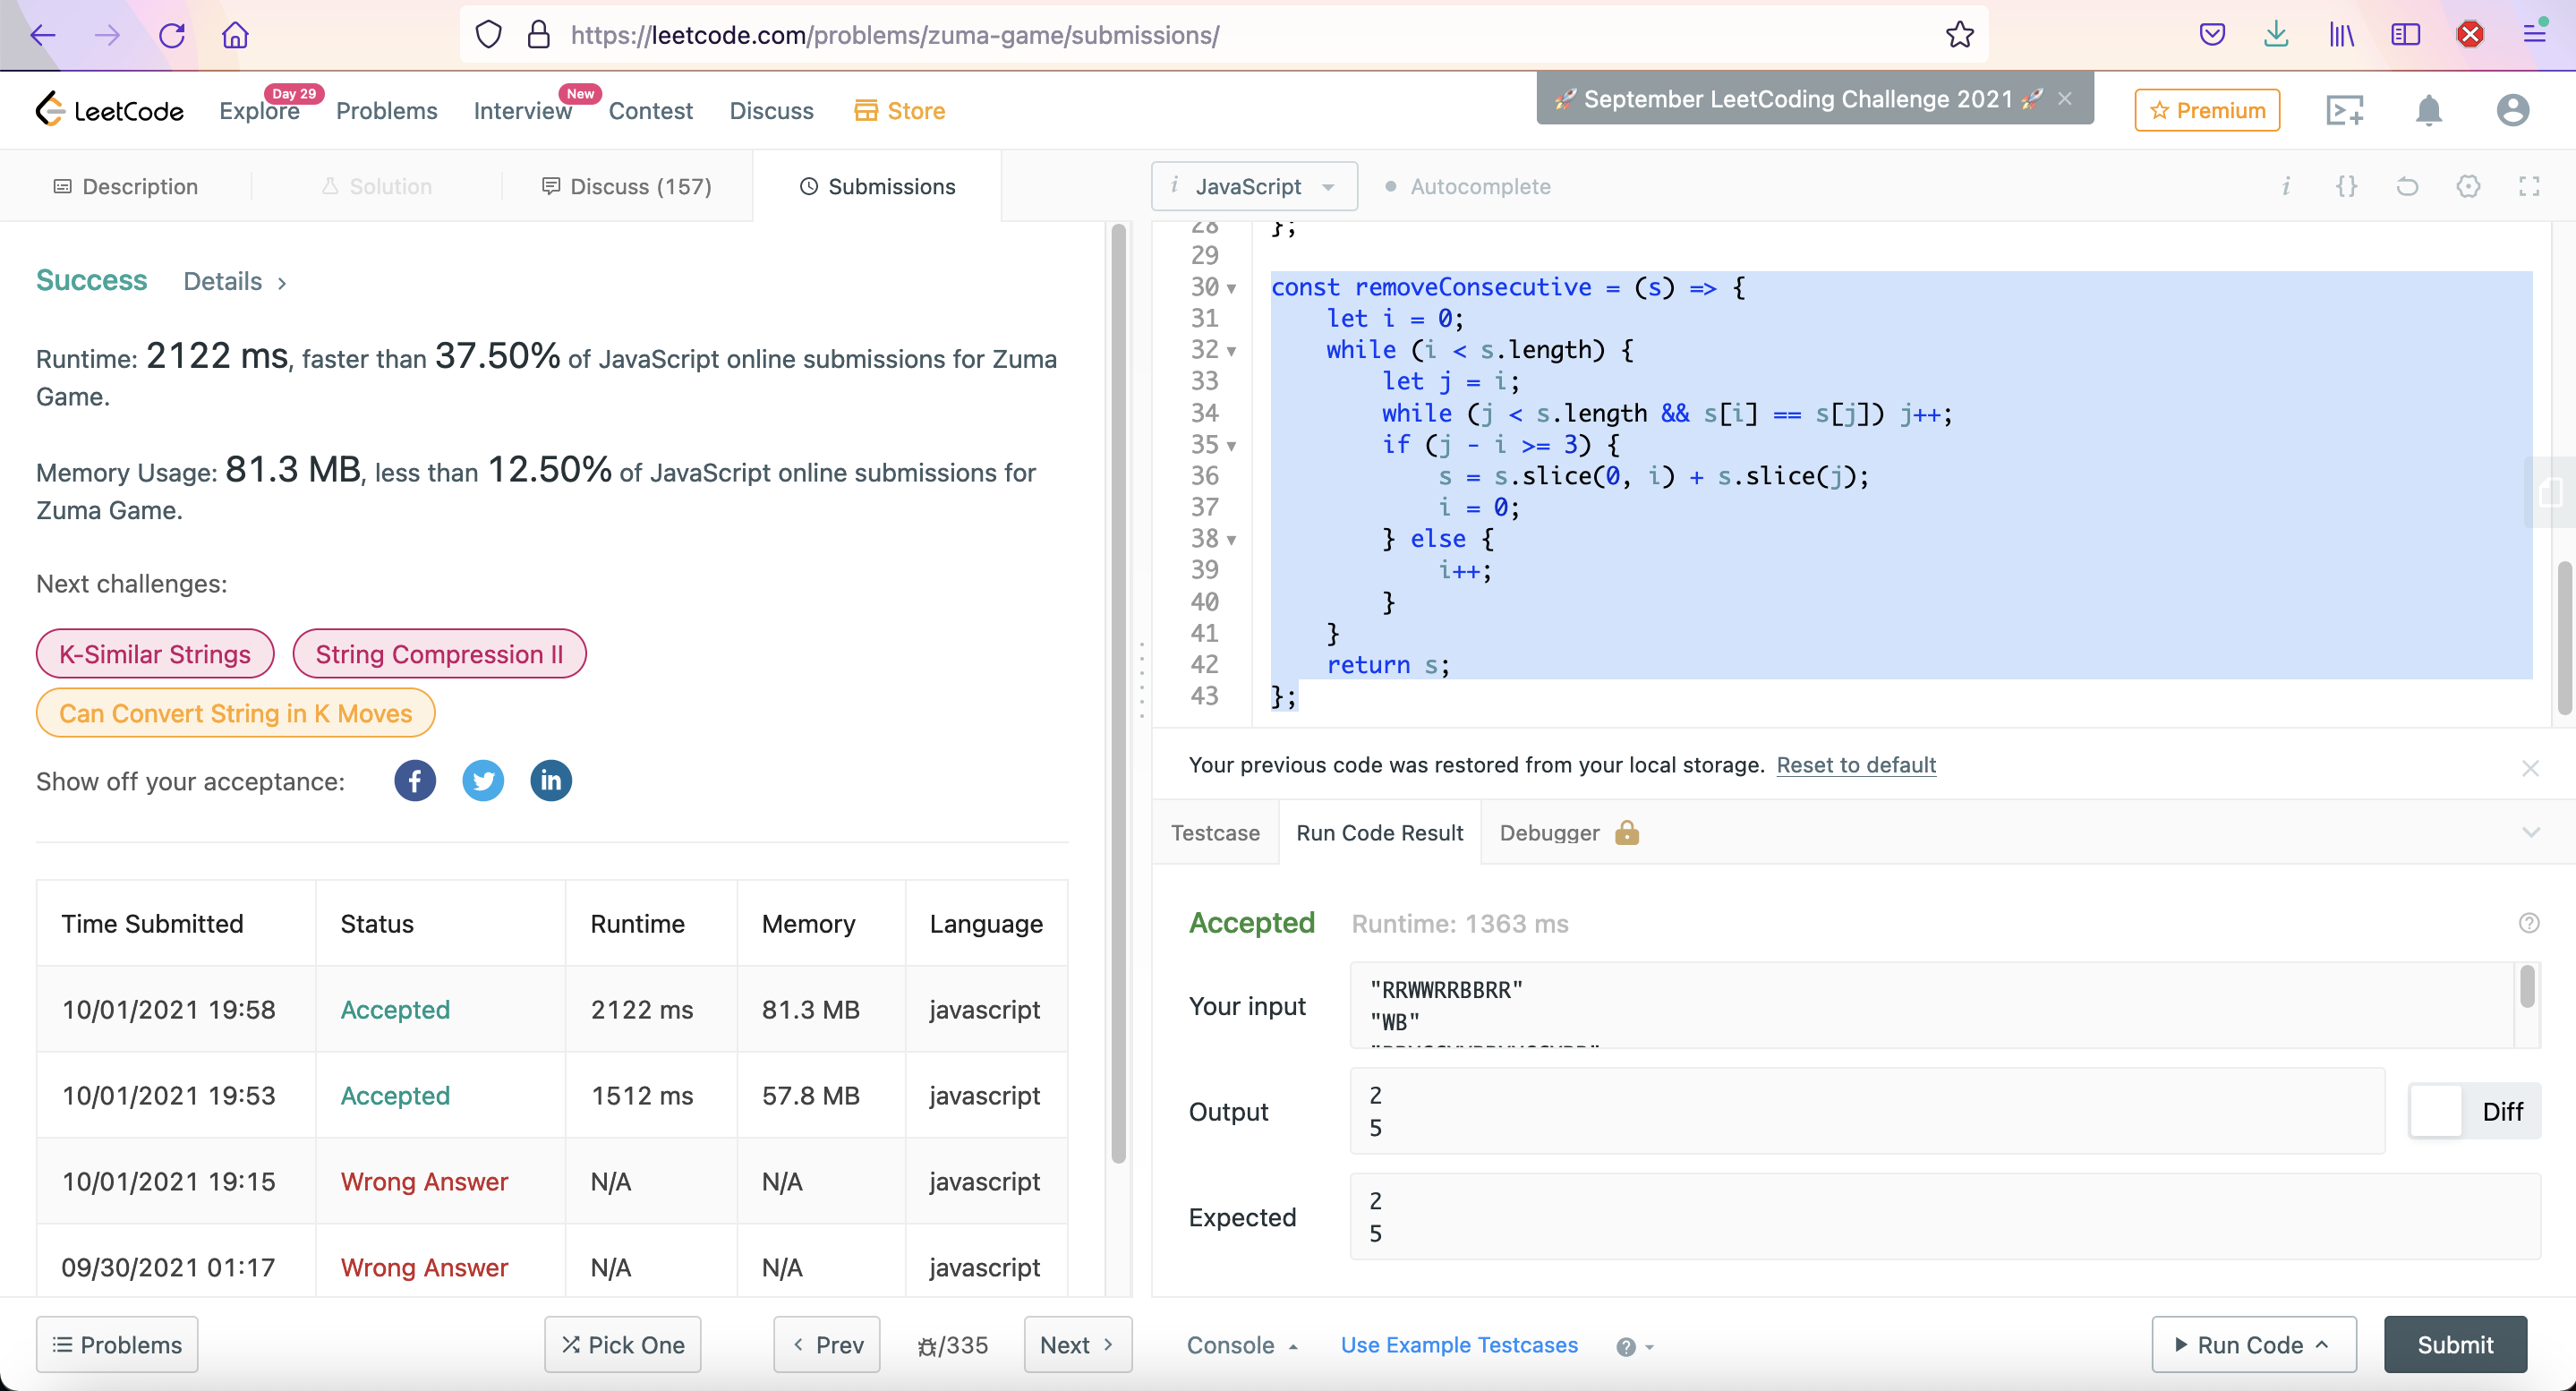 https://leetcode.com/problems/zuma-game/submissions/
LeetCode
Explore
Day 29
Problems
Interview
New
Contest
Discuss
Store
🚀 September LeetCoding Challenge 2021 🚀 ×
Premium
Description
Solution
Discuss (157)
Submissions
i JavaScript
Autocomplete
Success Details >
Runtime: 2122 ms, faster than 37.50% of JavaScript online submissions for Zuma
Game.
Memory Usage: 81.3 MB, less than 12.50% of JavaScript online submissions for
Zuma Game.
Next challenges:
K-Similar Strings
String Compression II
Can Convert String in K Moves
Show off your acceptance:
Time Submitted Status Runtime Memory Language
10/01/2021 19:58 Accepted 2122 ms 81.3 MB javascript
10/01/2021 19:53 Accepted 1512 ms 57.8 MB javascript
10/01/2021 19:15 Wrong Answer N/A N/A javascript
09/30/2021 01:17 Wrong Answer N/A N/A javascript
28 };
29
30 const removeConsecutive = (s) => {
31 let i = 0;
32 while (i < s.length) {
33 let j = i;
34 while (j < s.length && s[i] == s[j]) j++;
35 if (j - i >= 3) {
36 s = s.slice(0, i) + s.slice(j);
37 i = 0;
38 } else {
39 i++;
40 }
41 }
42 return s;
43 };
Your previous code was restored from your local storage. Reset to default
Testcase
Run Code Result
Debugger
Accepted Runtime: 1363 ms
Your input
"RRWWRRBBRR"
"WB"
Output
2
5
Diff
Expected
2
5
Problems
Pick One
< Prev
/335
Next >
Console
Use Example Testcases
Run Code
Submit